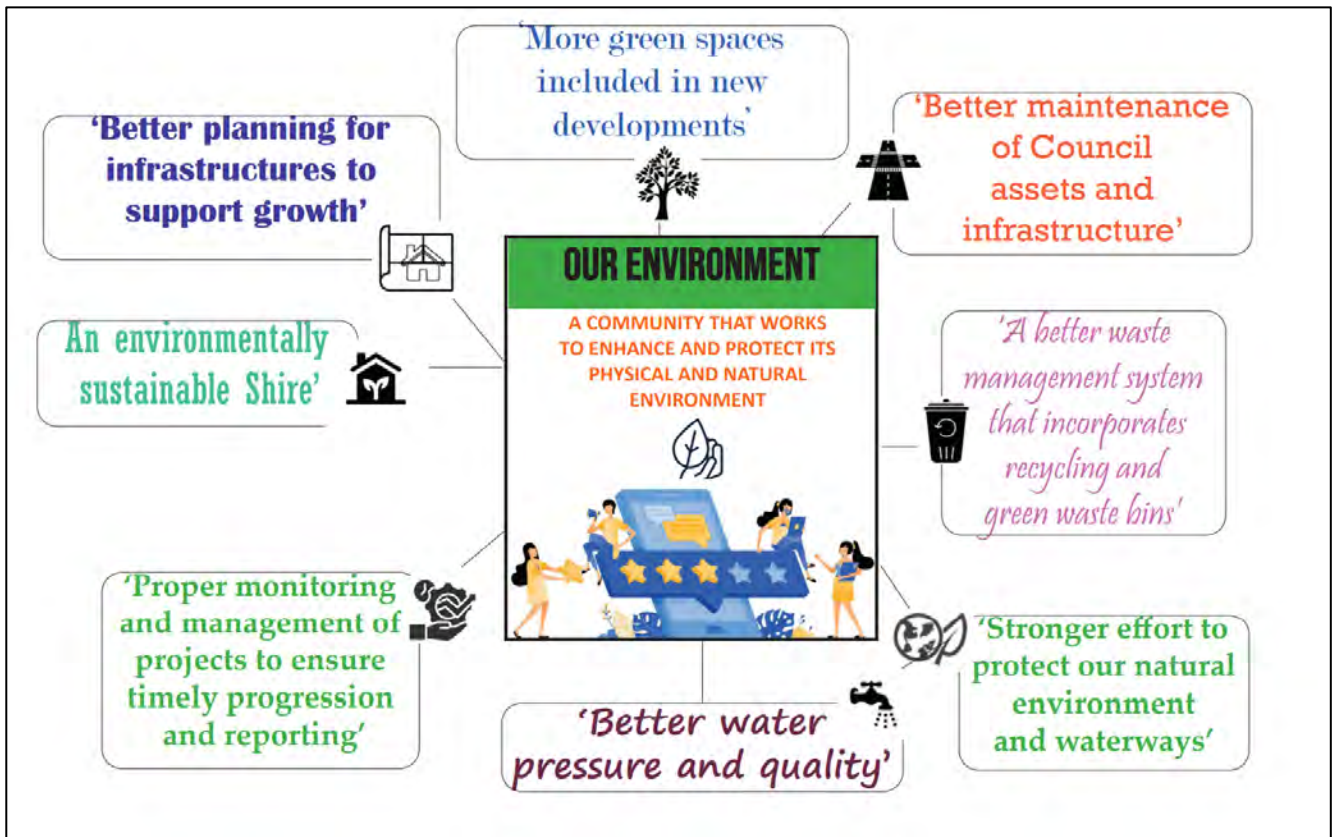 'More green spaces
included in new
developments'
'Better planning for
infrastructures to
support growth'
'Better maintenance
of Council
assets and
infrastructure'
OUR ENVIRONMENT
A COMMUNITY THAT WORKS
TO ENHANCE AND PROTECT ITS
PHYSICAL AND NATURAL
ENVIRONMENT
An environmentally
sustainable Shire'
'A better waste
management system
that incorporates
recycling and
green waste bins'
'Proper monitoring
and management of
projects to ensure
timely progression
and reporting'
'Stronger effort to
protect our natural
environment
and waterways'
'Better water
pressure and quality'